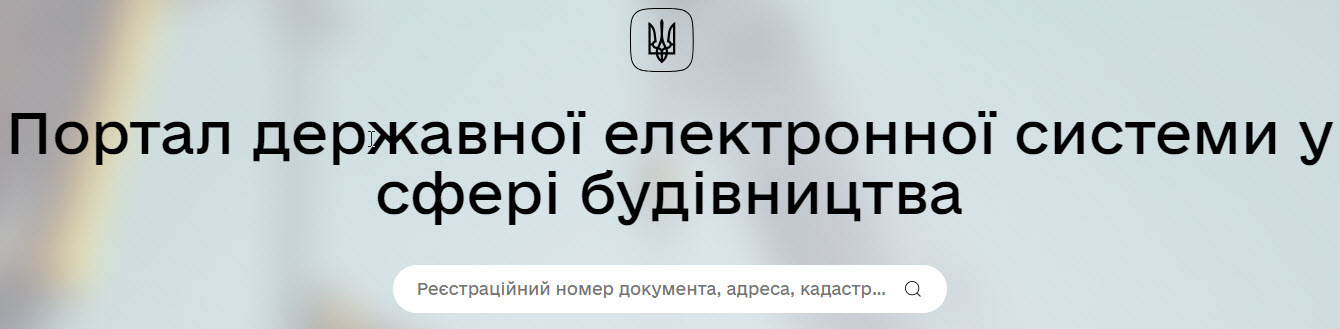 Портал державної електронної системи у
сфері будівництва
Реєстраційний номер документа, адреса, кадастр...